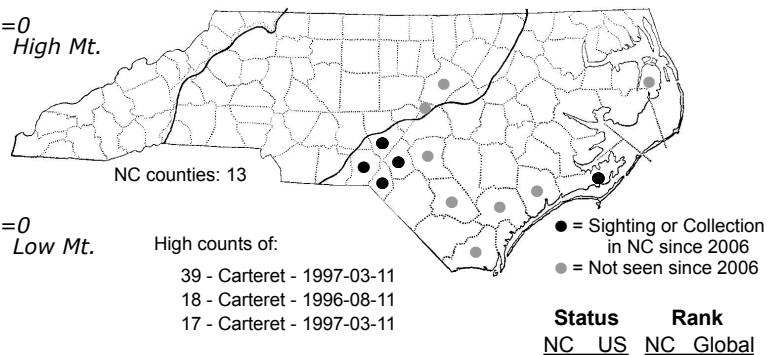 =0
High Mt.
NC counties: 13
=0
Low Mt.
High counts of:
39 - Carteret - 1997-03-11
18 - Carteret - 1996-08-11
17 - Carteret - 1997-03-11
● = Sighting or Collection
in NC since 2006
● = Not seen since 2006
Status Rank
NC US NC Global